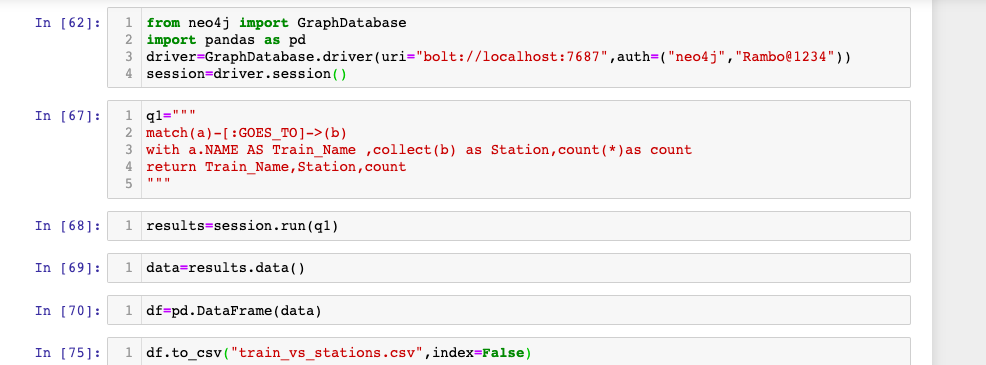 In [62]:
1 from neo4j import GraphDatabase
2 import pandas as pd
3 driver=GraphDatabase.driver(uri="bolt://localhost:7687",auth=("neo4j","Rambo@1234"))
4 session=driver.session()
In [67]:
1 q1="""
2 match(a)-[:GOES_TO]->(b)
3 with a.NAME AS Train_Name ,collect(b) as Station,count(*)as count
4 return Train_Name,Station,count
5 """
In [68]:
1 results=session.run(q1)
In [69]:
1 data=results.data()
In [70]:
1 df=pd.DataFrame(data)
In [75]:
1 df.to_csv("train_vs_stations.csv",index=False)